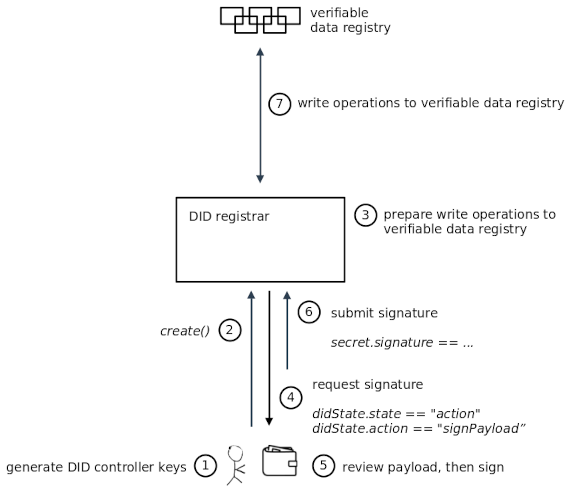 verifiable
data registry
7 write operations to verifiable data registry
DID registrar
3 prepare write operations to
verifiable data registry
create() 2
6 submit signature
secret.signature == ...
4 request signature
didState.state == "action"
didState.action == "signPayload”
generate DID controller keys 1
5 review payload, then sign